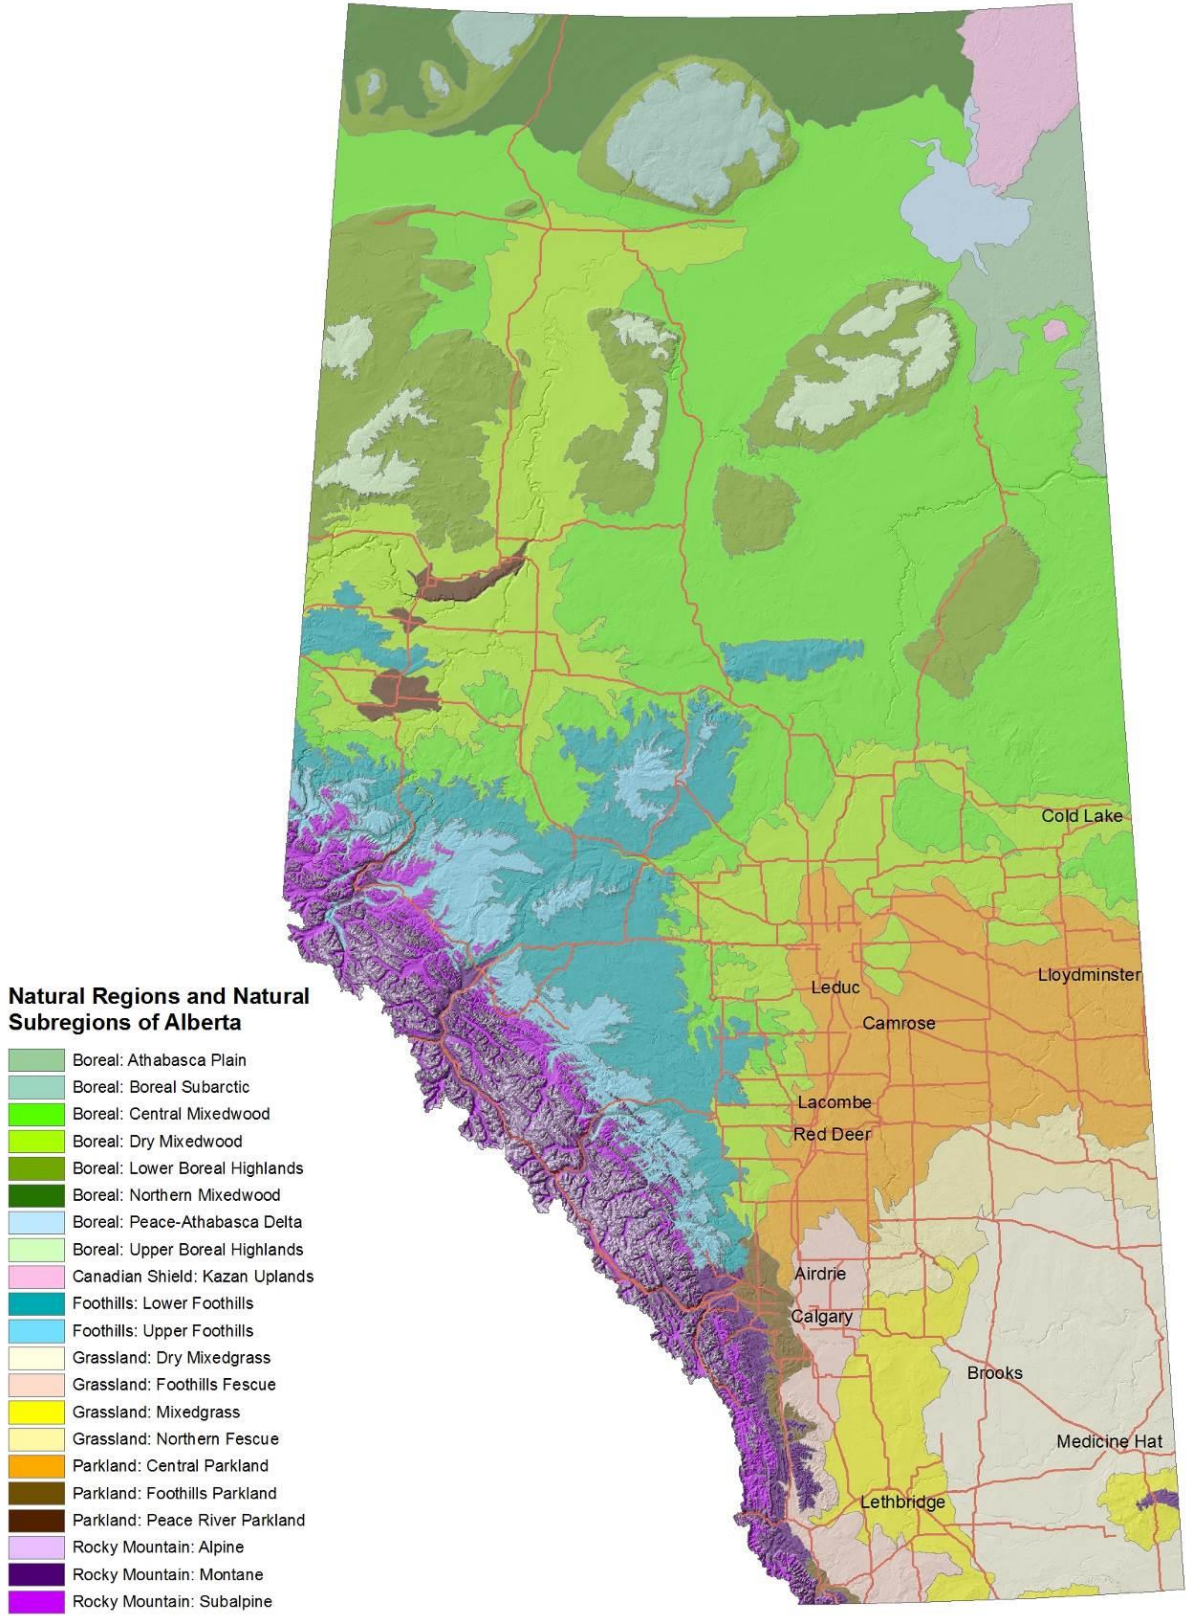 Cold Lake
Lloydminster
Leduc
Camrose
Lacombe
Red Deer
Airdrie
Calgary
Brooks
Medicine Hat
Lethbridge
Natural Regions and Natural
Subregions of Alberta
Boreal: Athabasca Plain
Boreal: Boreal Subarctic
Boreal: Central Mixedwood
Boreal: Dry Mixedwood
Boreal: Lower Boreal Highlands
Boreal: Northern Mixedwood
Boreal: Peace-Athabasca Delta
Boreal: Upper Boreal Highlands
Canadian Shield: Kazan Uplands
Foothills: Lower Foothills
Foothills: Upper Foothills
Grassland: Dry Mixedgrass
Grassland: Foothills Fescue
Grassland: Mixedgrass
Grassland: Northern Fescue
Parkland: Central Parkland
Parkland: Foothills Parkland
Parkland: Peace River Parkland
Rocky Mountain: Alpine
Rocky Mountain: Montane
Rocky Mountain: Subalpine